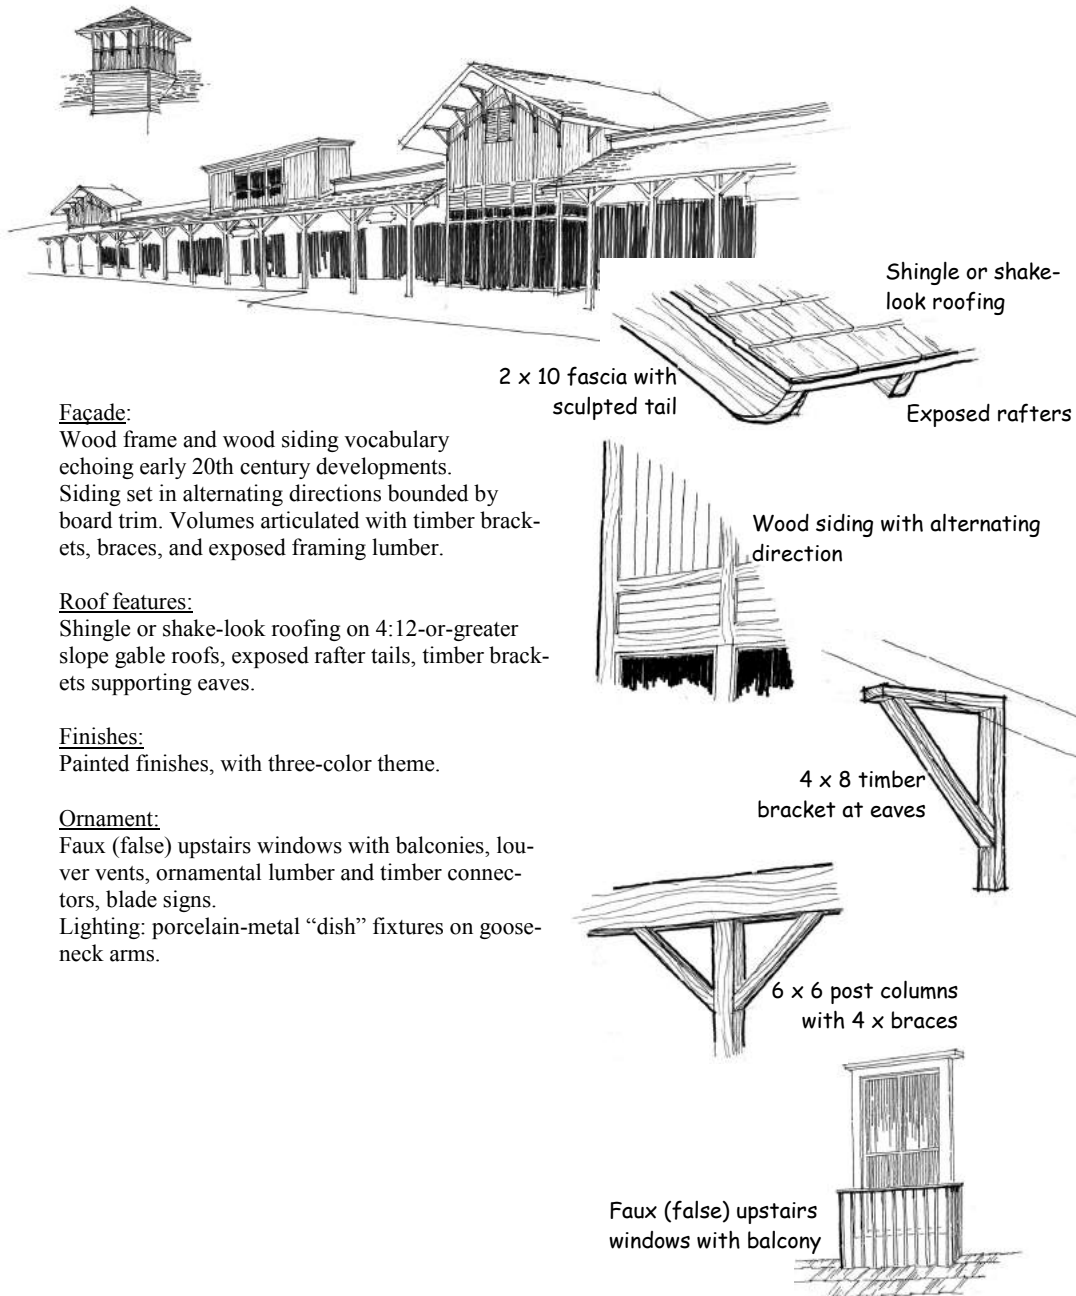 Shingle or shake-
look roofing
2 x 10 fascia with
sculpted tail
Exposed rafters
Façade:
Wood frame and wood siding vocabulary
echoing early 20th century developments.
Siding set in alternating directions bounded by
board trim. Volumes articulated with timber brack-
ets, braces, and exposed framing lumber.
Wood siding with alternating
direction
Roof features:
Shingle or shake-look roofing on 4:12-or-greater
slope gable roofs, exposed rafter tails, timber brack-
ets supporting eaves.
Finishes:
Painted finishes, with three-color theme.
4 x 8 timber
bracket at eaves
Ornament:
Faux (false) upstairs windows with balconies, lou-
ver vents, ornamental lumber and timber connec-
tors, blade signs.
Lighting: porcelain-metal “dish” fixtures on goose-
neck arms.
6 x 6 post columns
with 4 x braces
Faux (false) upstairs
windows with balcony